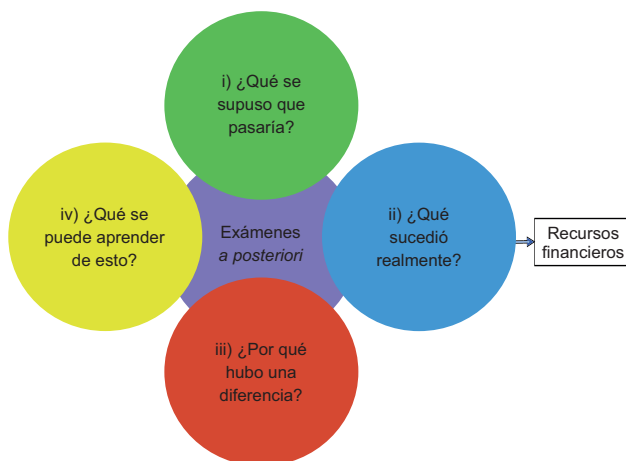 i) ¿Qué se
supuso que
pasaría?
iv) ¿Qué se
puede aprender
de esto?
Exámenes
a posteriori
ii) ¿Qué
sucedió
realmente?
Recursos
financieros
iii) ¿Por qué
hubo una
diferencia?